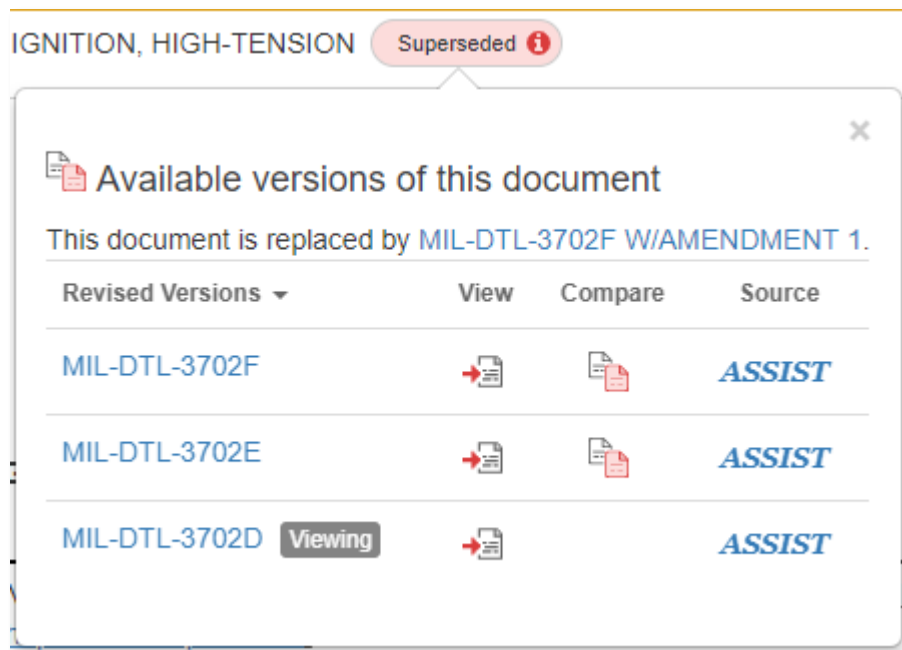 IGNITION, HIGH-TENSION Superseded
×
Available versions of this document
This document is replaced by MIL-DTL-3702F W/AMENDMENT 1.
Revised Versions View Compare Source
MIL-DTL-3702F ASSIST
MIL-DTL-3702E ASSIST
MIL-DTL-3702D Viewing ASSIST